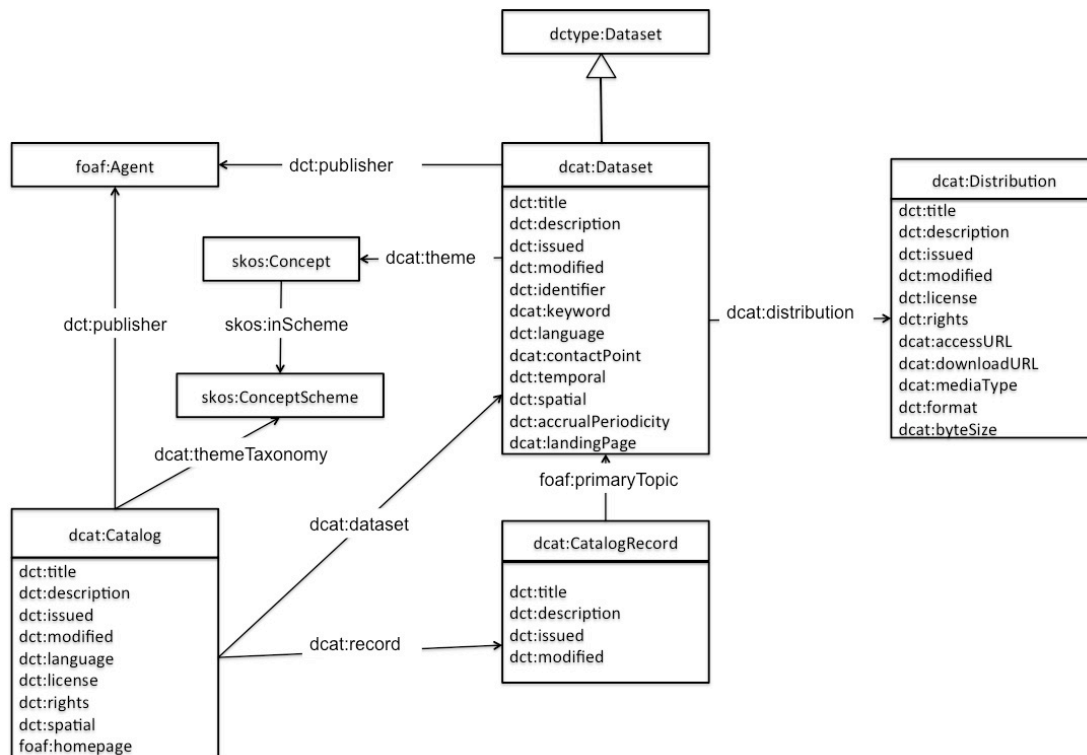 dctype:Dataset
foaf:Agent
dct:publisher
dcat:Dataset
dct:title
dct:description
dct:issued
dct:modified
dct:identifier
dcat:keyword
dct:language
dcat:contactPoint
dct:temporal
dct:spatial
dct:accrualPeriodicity
dcat:landingPage
dcat:Distribution
dct:title
dct:description
dct:issued
dct:modified
dct:license
dct:rights
dcat:accessURL
dcat:downloadURL
dcat:mediaType
dct:format
dcat:byteSize
skos:Concept
dcat:theme
dcat:distribution
dct:publisher
skos:inScheme
skos:ConceptScheme
dcat:themeTaxonomy
foaf:primaryTopic
dcat:dataset
dcat:Catalog
dct:title
dct:description
dct:issued
dct:modified
dct:language
dct:license
dct:rights
dct:spatial
foaf:homepage
dcat:record
dcat:CatalogRecord
dct:title
dct:description
dct:issued
dct:modified